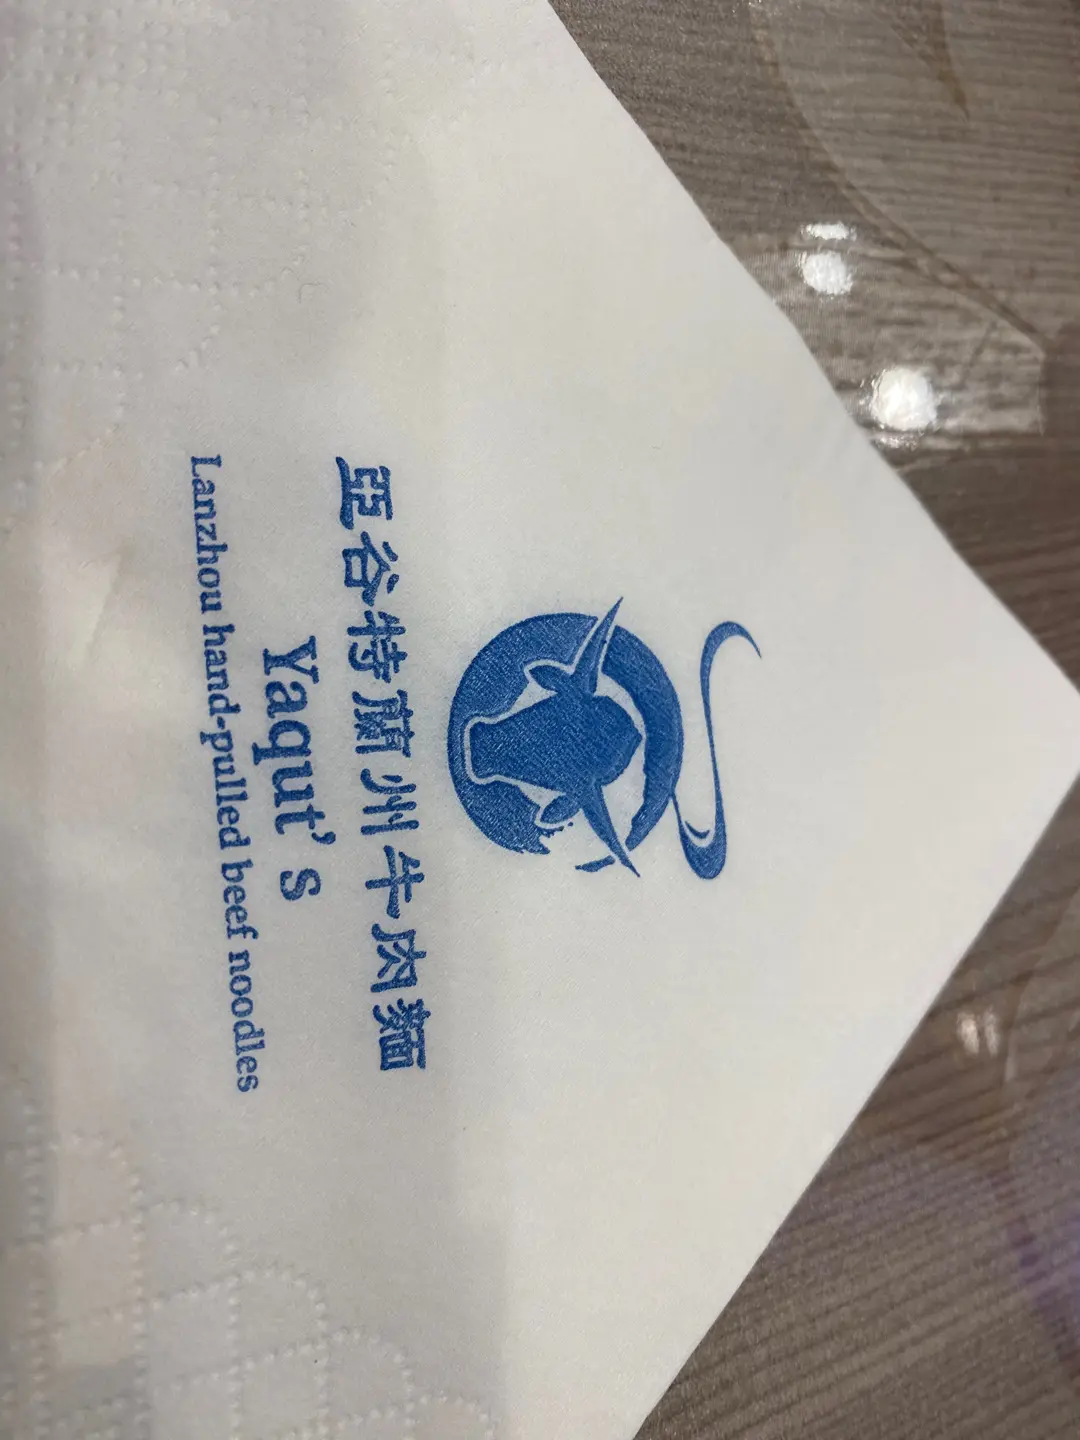 亞谷特蘭州牛肉麵
Yaqut's
Lanzhou hand-pulled beef noodles